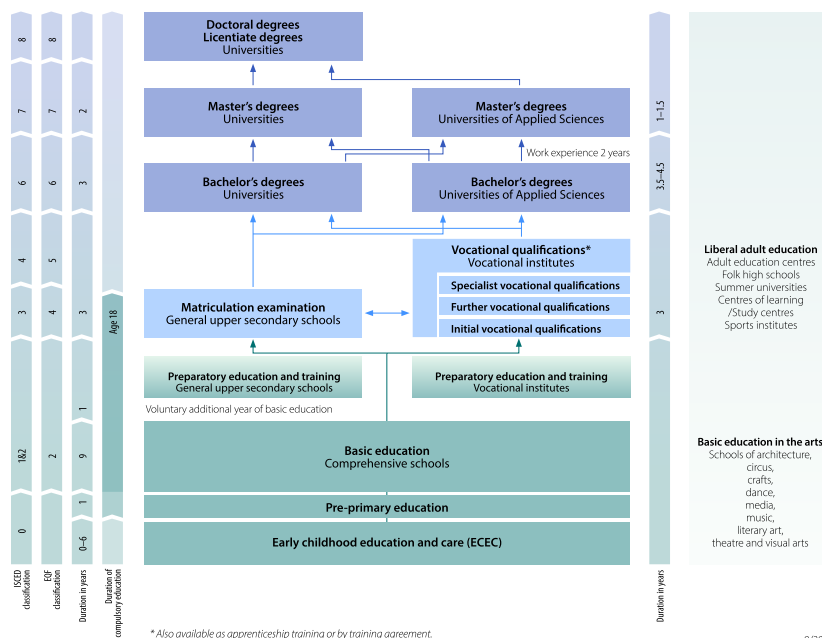 Doctoral degrees
Licentiate degrees
Universities
Master's degrees
Universities
Master's degrees
Universities of Applied Sciences
Work experience 2 years
Bachelor's degrees
Universities
Bachelor's degrees
Universities of Applied Sciences
Vocational qualifications*
Vocational institutes
Specialist vocational qualifications
Further vocational qualifications
Initial vocational qualifications
Matriculation examination
General upper secondary schools
Preparatory education and training
General upper secondary schools
Preparatory education and training
Vocational institutes
Voluntary additional year of basic education
Basic education
Comprehensive schools
Pre-primary education
Early childhood education and care (ECEC)
8
7
6
4
3
1&2
0
ISCED
classification
8
7
6
5
4
2
EQF
classification
2
3
3
1
9
1
0–6
Duration in years
Age 18
Duration of
compulsory education
1–1.5
3.5–4.5
3
Duration in years
Liberal adult education
Adult education centres
Folk high schools
Summer universities
Centres of learning
/Study centres
Sports institutes
Basic education in the arts
Schools of architecture,
circus,
crafts,
dance,
media,
music,
literary art,
theatre and visual arts
* Also available as apprenticeship training or by training agreement.